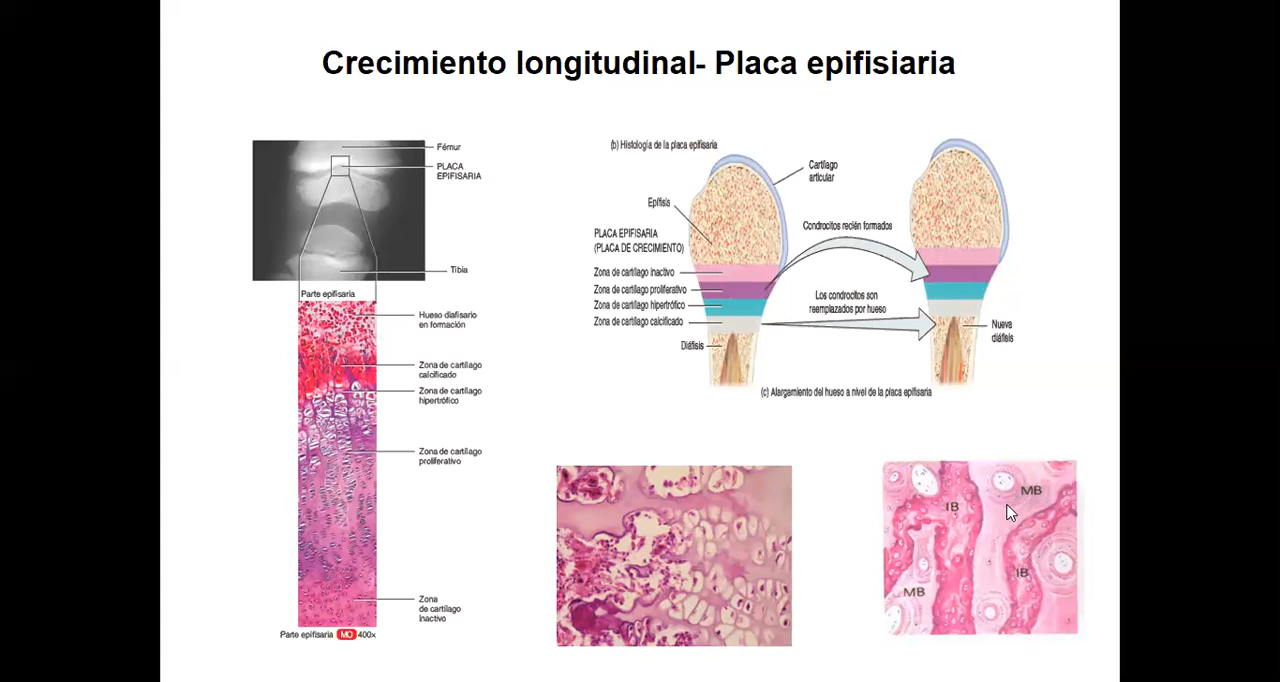 Crecimiento longitudinal- Placa epifisiaria
Fémur
PLACA
EPIFISARIA
Tibia
Parte epifisaria
Hueso diafisario
en formación
Zona de cartílago
calcificado
Zona de cartílago
hipertrófico
Zona de cartílago
proliferativo
Zona
de cartílago
inactivo
Parte epifisaria MO 400x
(b) Histología de la placa epifisaria
Cartílago
articular
Epífisis
PLACA EPIFISARIA
(PLACA DE CRECIMIENTO)
Condrocitos recién formados
Zona de cartílago inactivo
Zona de cartílago proliferativo
Zona de cartílago hipertrófico
Zona de cartílago calcificado
Los condrocitos son
reemplazados por hueso
Diáfisis
Nueva
diáfisis
(c) Alargamiento del hueso a nivel de la placa epifisaria
MB
IB
IB
MB